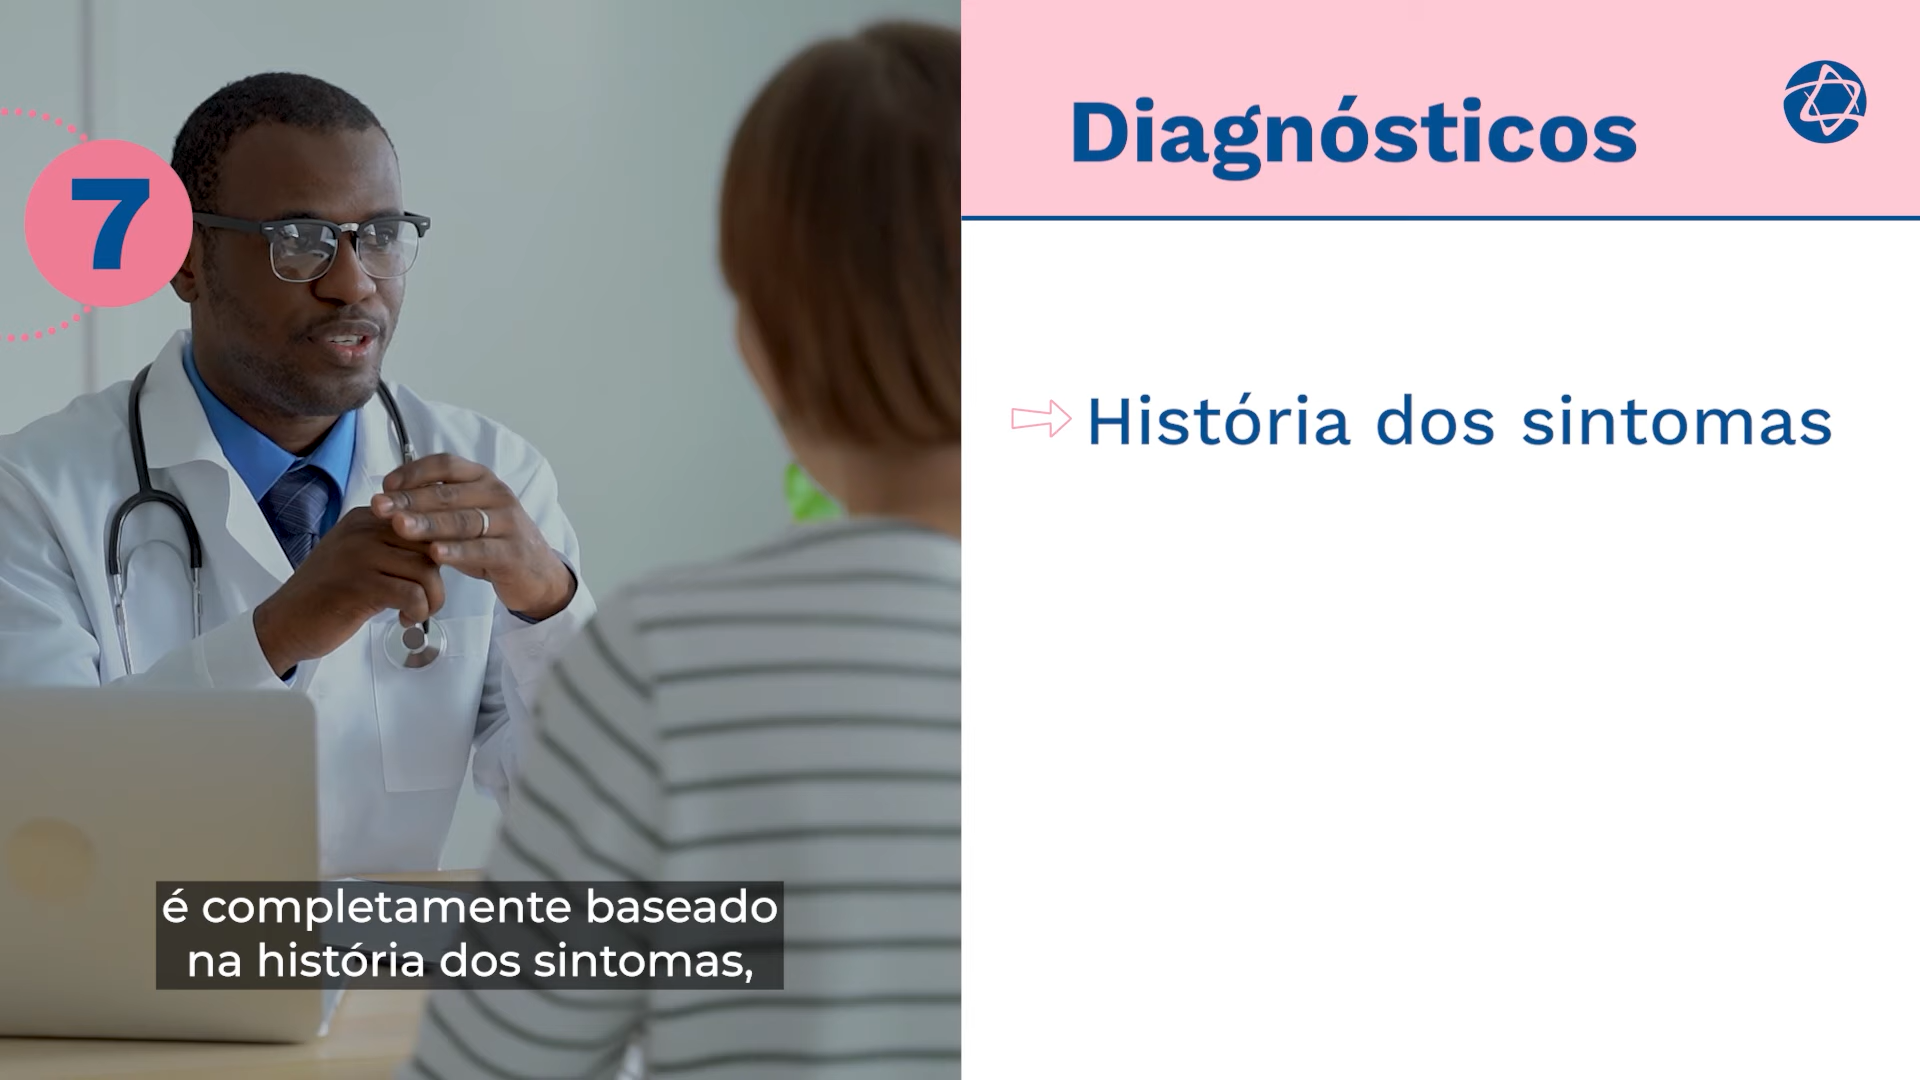 7
Diagnósticos
História dos sintomas
é completamente baseado
na história dos sintomas,